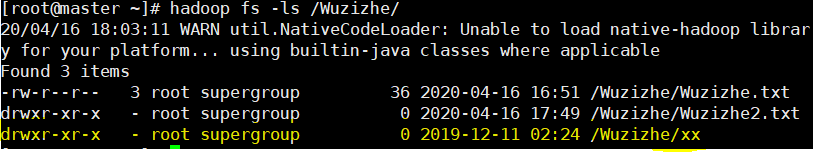 [root@master ~]# hadoop fs -ls /Wuzizhe/
20/04/16 18:03:11 WARN util.NativeCodeLoader: Unable to load native-hadoop librar
y for your platform... using builtin-java classes where applicable
Found 3 items
-rw-r--r--   3 root supergroup         36 2020-04-16 16:51 /Wuzizhe/Wuzizhe.txt
drwxr-xr-x   - root supergroup          0 2020-04-16 17:49 /Wuzizhe/Wuzizhe2.txt
drwxr-xr-x   - root supergroup          0 2019-12-11 02:24 /Wuzizhe/xx